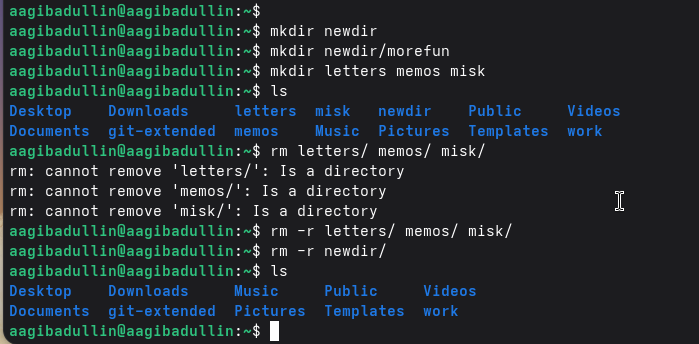 aagibadullin@aagibadullin:~$
aagibadullin@aagibadullin:~$ mkdir newdir
aagibadullin@aagibadullin:~$ mkdir newdir/morefun
aagibadullin@aagibadullin:~$ mkdir letters memos misk
aagibadullin@aagibadullin:~$ ls
Desktop    Downloads     letters  misk   newdir    Public     Videos
Documents  git-extended  memos    Music  Pictures  Templates  work
aagibadullin@aagibadullin:~$ rm letters/ memos/ misk/
rm: cannot remove 'letters/': Is a directory
rm: cannot remove 'memos/': Is a directory
rm: cannot remove 'misk/': Is a directory
aagibadullin@aagibadullin:~$ rm -r letters/ memos/ misk/
aagibadullin@aagibadullin:~$ rm -r newdir/
aagibadullin@aagibadullin:~$ ls
Desktop    Downloads     Music     Public     Videos
Documents  git-extended  Pictures  Templates  work
aagibadullin@aagibadullin:~$